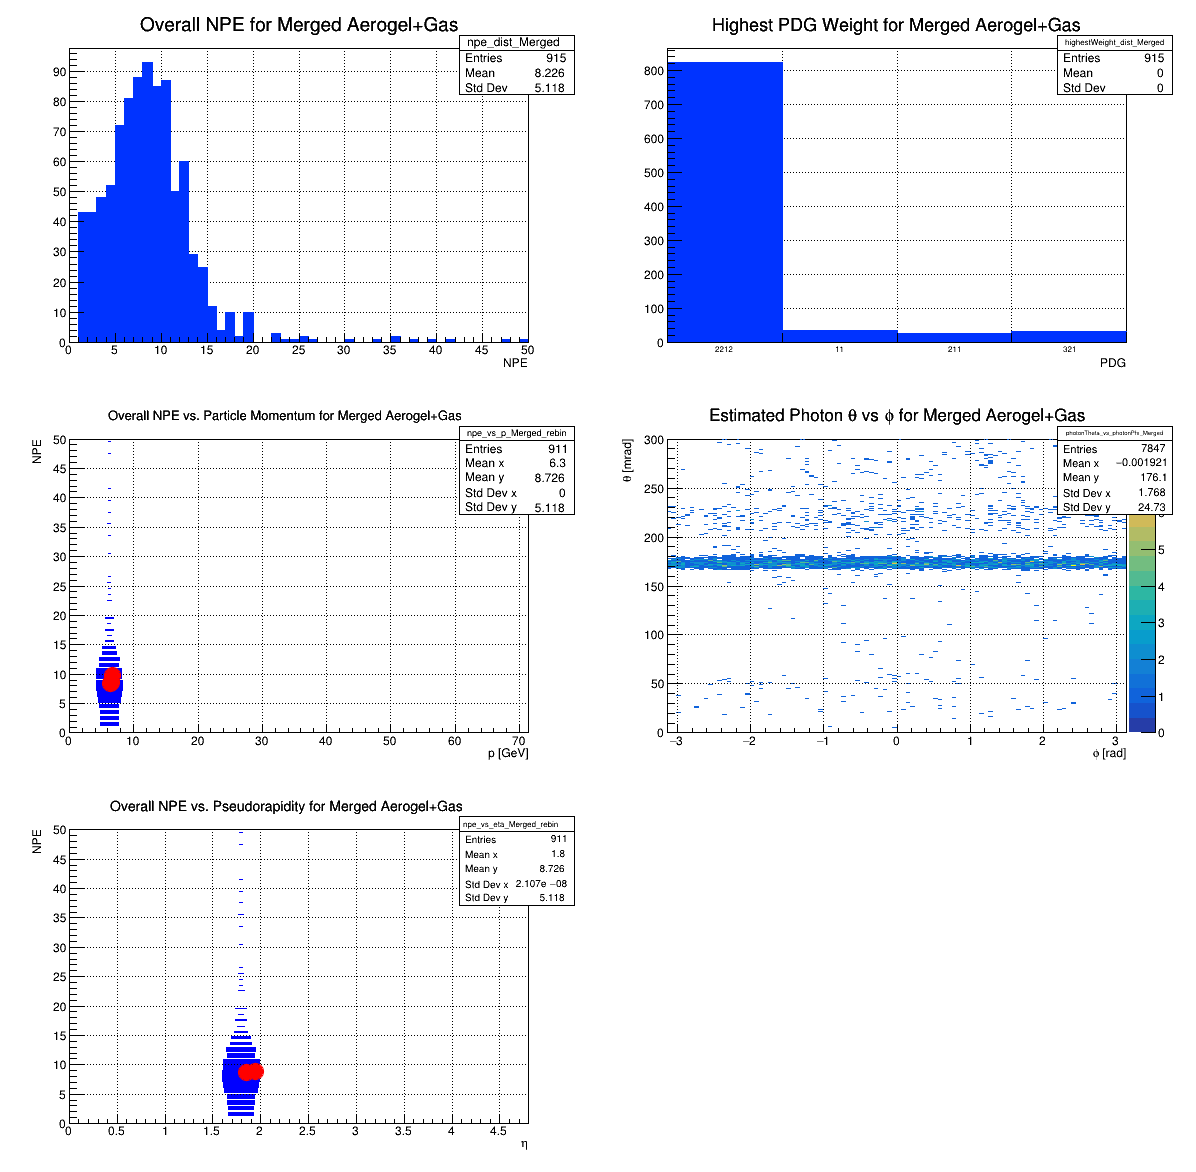 Overall NPE for Merged Aerogel+Gas
npe_dist_Merged
Entries 915
Mean 8.226
Std Dev 5.118
90
80
70
60
50
40
30
20
10
0
0 5 10 15 20 25 30 35 40 45 50
NPE
Highest PDG Weight for Merged Aerogel+Gas
highestWeight_dist_Merged
Entries 915
Mean 0
Std Dev 0
800
700
600
500
400
300
200
100
0
2212 11 211 321
PDG
Overall NPE vs. Particle Momentum for Merged Aerogel+Gas
NPE
npe_vs_p_Merged_rebin
Entries 911
Mean x 6.3
Mean y 8.726
Std Dev x 0
Std Dev y 5.118
50
45
40
35
30
25
20
15
10
5
0
0 10 20 30 40 50 60 70
p [GeV]
Estimated Photon θ vs ϕ for Merged Aerogel+Gas
θ [mrad]
photonTheta_vs_photonPhi_Merged
Entries 7847
Mean x −0.001921
Mean y 176.1
Std Dev x 1.768
Std Dev y 24.73
300
250
200
150
100
50
0
−3 −2 −1 0 1 2 3
ϕ [rad]
5
4
3
2
1
0
Overall NPE vs. Pseudorapidity for Merged Aerogel+Gas
NPE
npe_vs_eta_Merged_rebin
Entries 911
Mean x 1.8
Mean y 8.726
Std Dev x 2.107e −08
Std Dev y 5.118
50
45
40
35
30
25
20
15
10
5
0
0 0.5 1 1.5 2 2.5 3 3.5 4 4.5
η